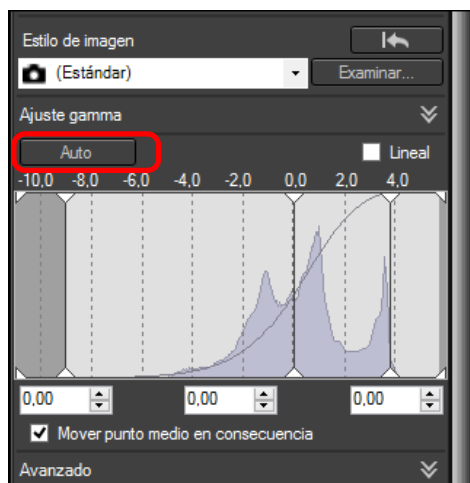 Estilo de imagen
(Estándar) Examinar...
Ajuste gamma
Auto Lineal
-10,0 -8,0 -6,0 -4,0 -2,0 0,0 2,0 4,0
0,00 0,00 0,00
Mover punto medio en consecuencia
Avanzado